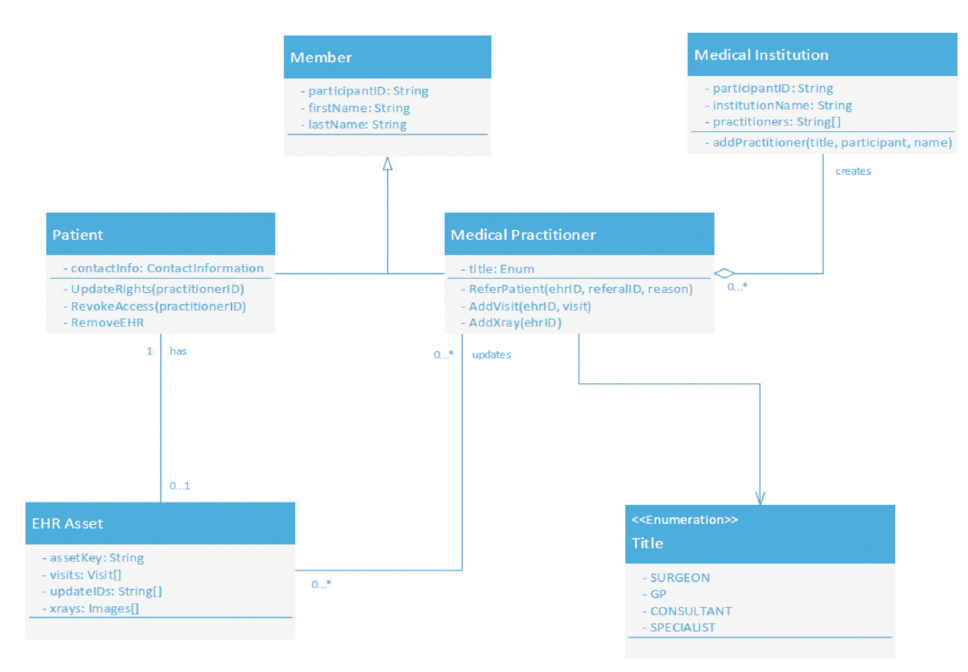 Member
- participantID: String
- firstName: String
- lastName: String
Medical Institution
- participantID: String
- institutionName: String
- practitioners: String[]
- addPractitioner(title, participant, name)
creates
Patient
- contactInfo: ContactInformation
- UpdateRights(practitionerID)
- RevokeAccess(practitionerID)
- RemoveEHR
Medical Practitioner
- title: Enum
- ReferPatient(ehrID, referalID, reason)
- AddVisit(ehrID, visit)
- AddXray(ehrID)
0...*
1 has
0...* updates
0...1
EHR Asset
- assetKey: String
- visits: Visit[]
- updateIDs: String[]
- xrays: Images[]
0...*
<<Enumeration>>
Title
- SURGEON
- GP
- CONSULTANT
- SPECIALIST